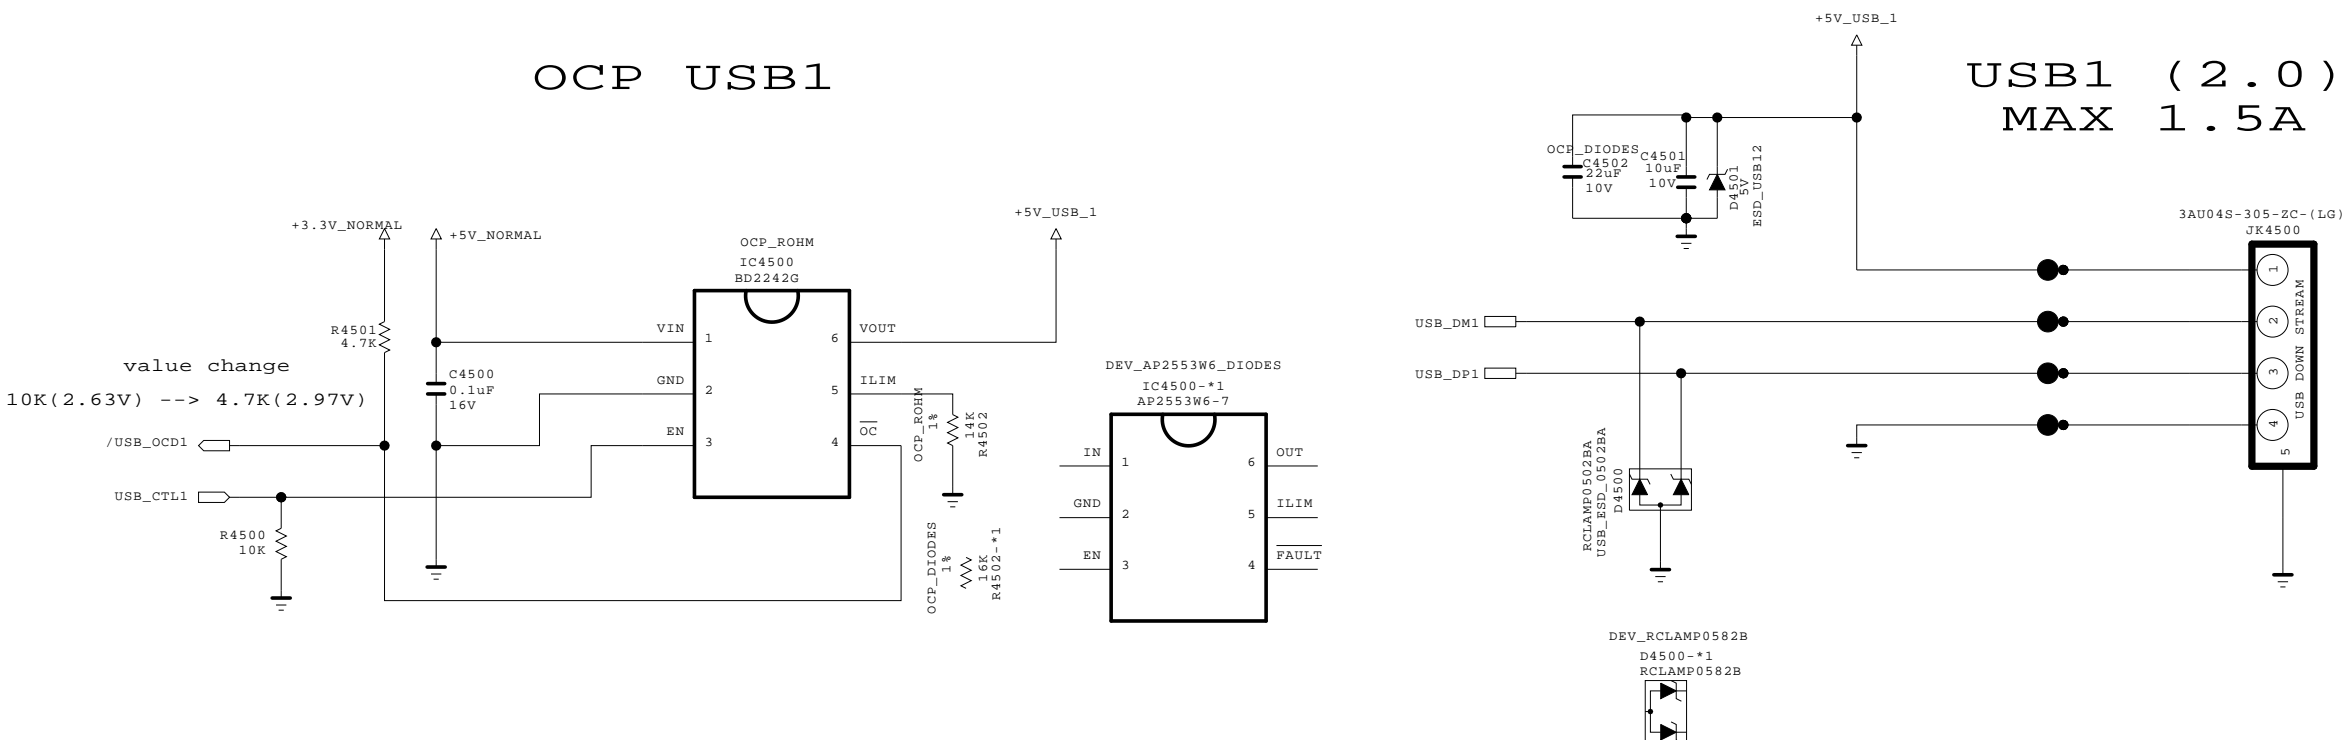 OCP USB1
+5V_USB_1
USB1 (2.0)
MAX 1.5A
OCP_DIODES
C4502
22uF
10V
C4501
10uF
10V
D4501
5V
ESD_USB12
+3.3V_NORMAL
+5V_NORMAL
+5V_USB_1
OCP_ROHM
IC4500
BD2242G
3AU04S-305-ZC-(LG)
JK4500
R4501
4.7K
value change
10K(2.63V) --> 4.7K(2.97V)
C4500
0.1uF
16V
VIN
1
GND
2
EN
3
6
VOUT
5
ILIM
4
OC
OCP_ROHM
1%
14K
R4502
/USB_OCD1
USB_CTL1
R4500
10K
OCP_DIODES
1%
16K
R4502-*1
DEV_AP2553W6_DIODES
IC4500-*1
AP2553W6-7
IN
1
GND
2
EN
3
6
OUT
5
ILIM
4
FAULT
USB_DM1
USB_DP1
RCLAMP0502BA
USB_ESD_0502BA
D4500
1
2
3
4
5
USB DOWN STREAM
DEV_RCLAMP0582B
D4500-*1
RCLAMP0582B